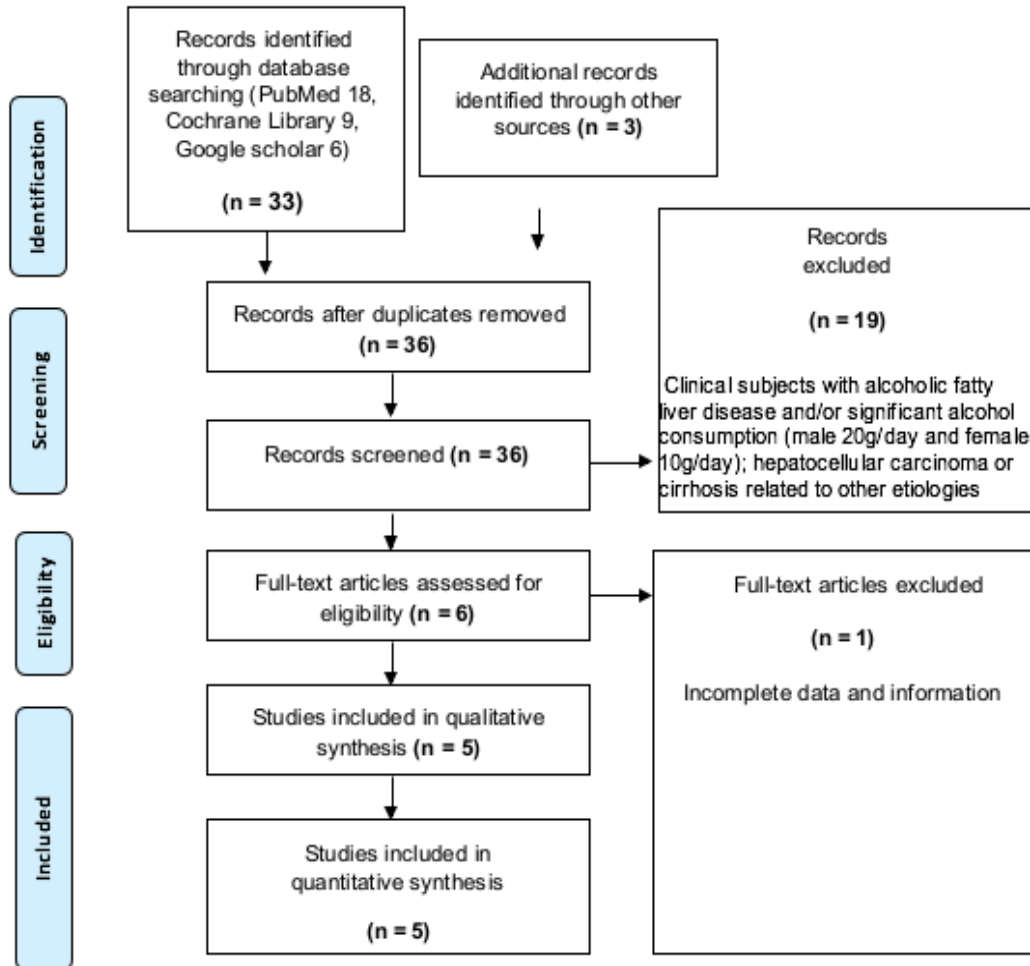 Records identified
through database
searching (PubMed 18,
Cochrane Library 9,
Google scholar 6)
(n = 33)
Additional records
identified through other
sources (n = 3)
Identification
Records
excluded
(n = 19)
Clinical subjects with alcoholic fatty
liver disease and/or significant alcohol
consumption (male 20g/day and female
10g/day); hepatocellular carcinoma or
cirrhosis related to other etiologies
Records after duplicates removed
(n = 36)
Screening
Records screened (n = 36)
Full-text articles assessed for
eligibility (n = 6)
Eligibility
Full-text articles excluded
(n = 1)
Incomplete data and information
Studies included in qualitative
synthesis (n = 5)
Included
Studies included in
quantitative synthesis
(n = 5)